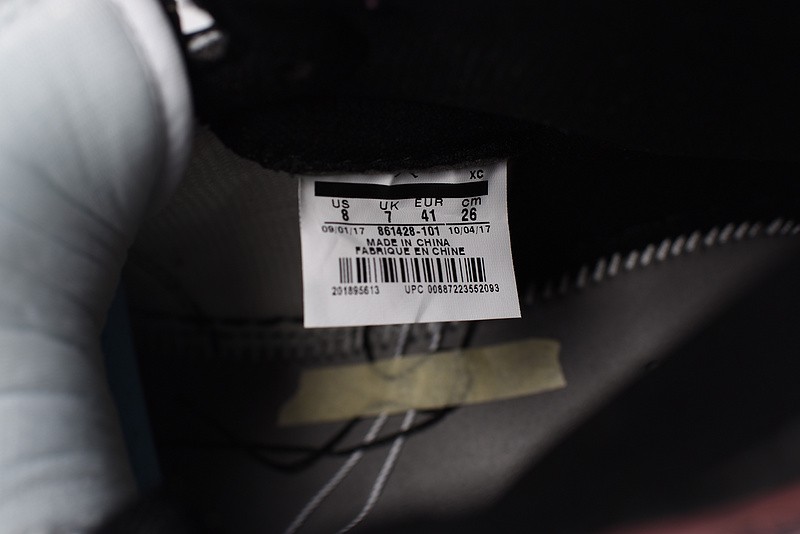 XC
US UK EUR cm
8 7 41 26
09/01/17 861428-101 10/04/17
MADE IN CHINA
FABRIQUE EN CHINE
201895613 UPC 00887223552093